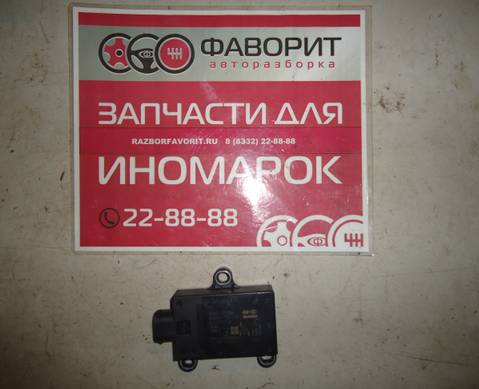 ФАВОРИТ
авторазборка
ЗАПЧАСТИ ДЛЯ
RAZBORFAVORIT.RU 8 (8332) 22-88-88
ИНОМАРОК
22-88-88